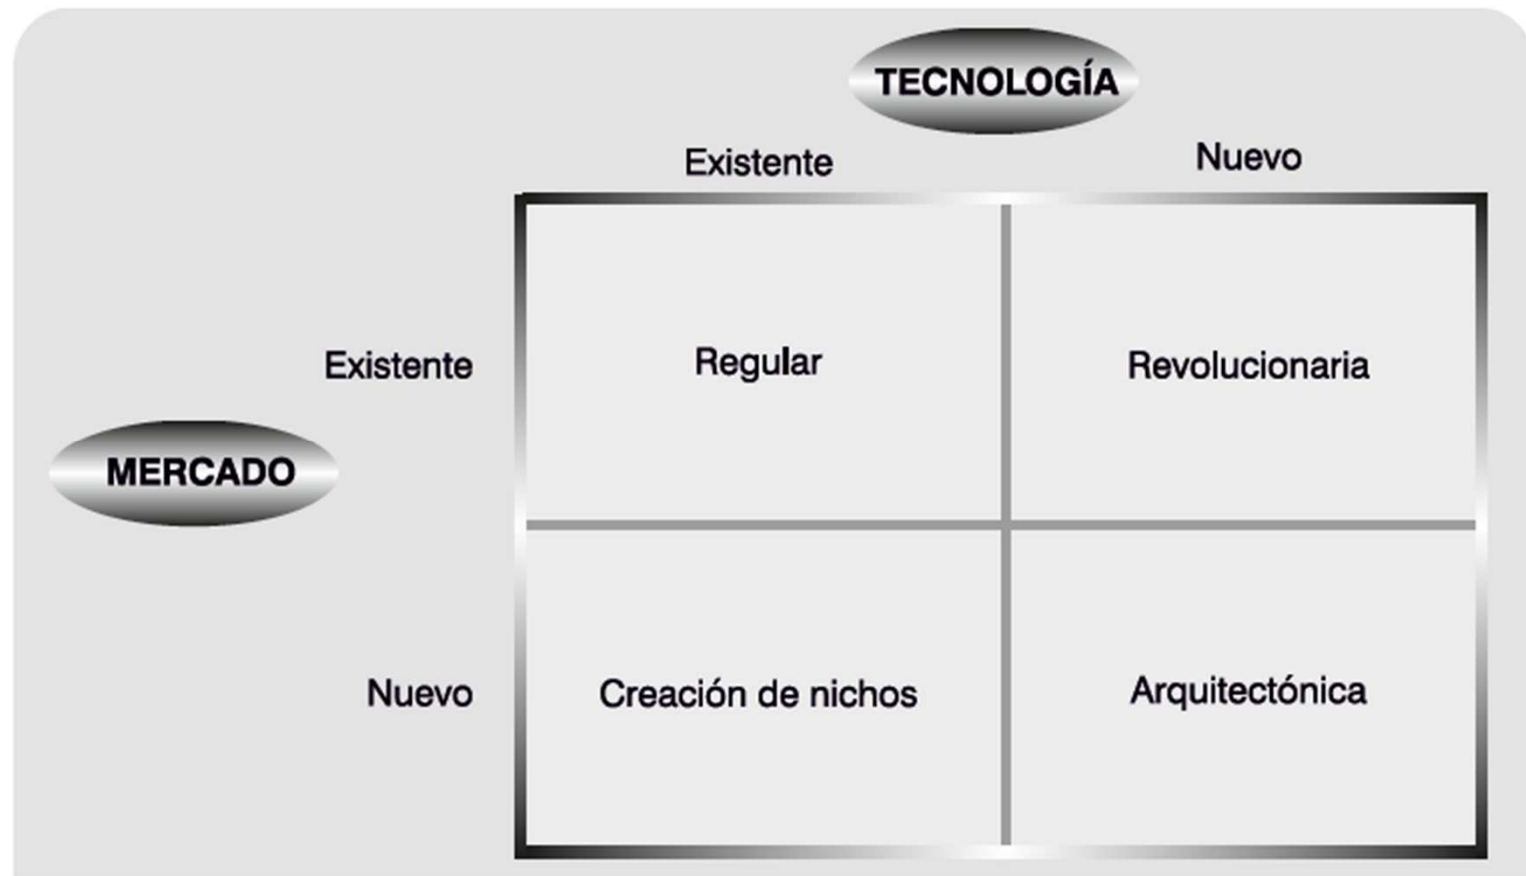 TECNOLOGÍA
Existente
Nuevo
Existente
Regular
Revolucionaria
MERCADO
Nuevo
Creación de nichos
Arquitectónica